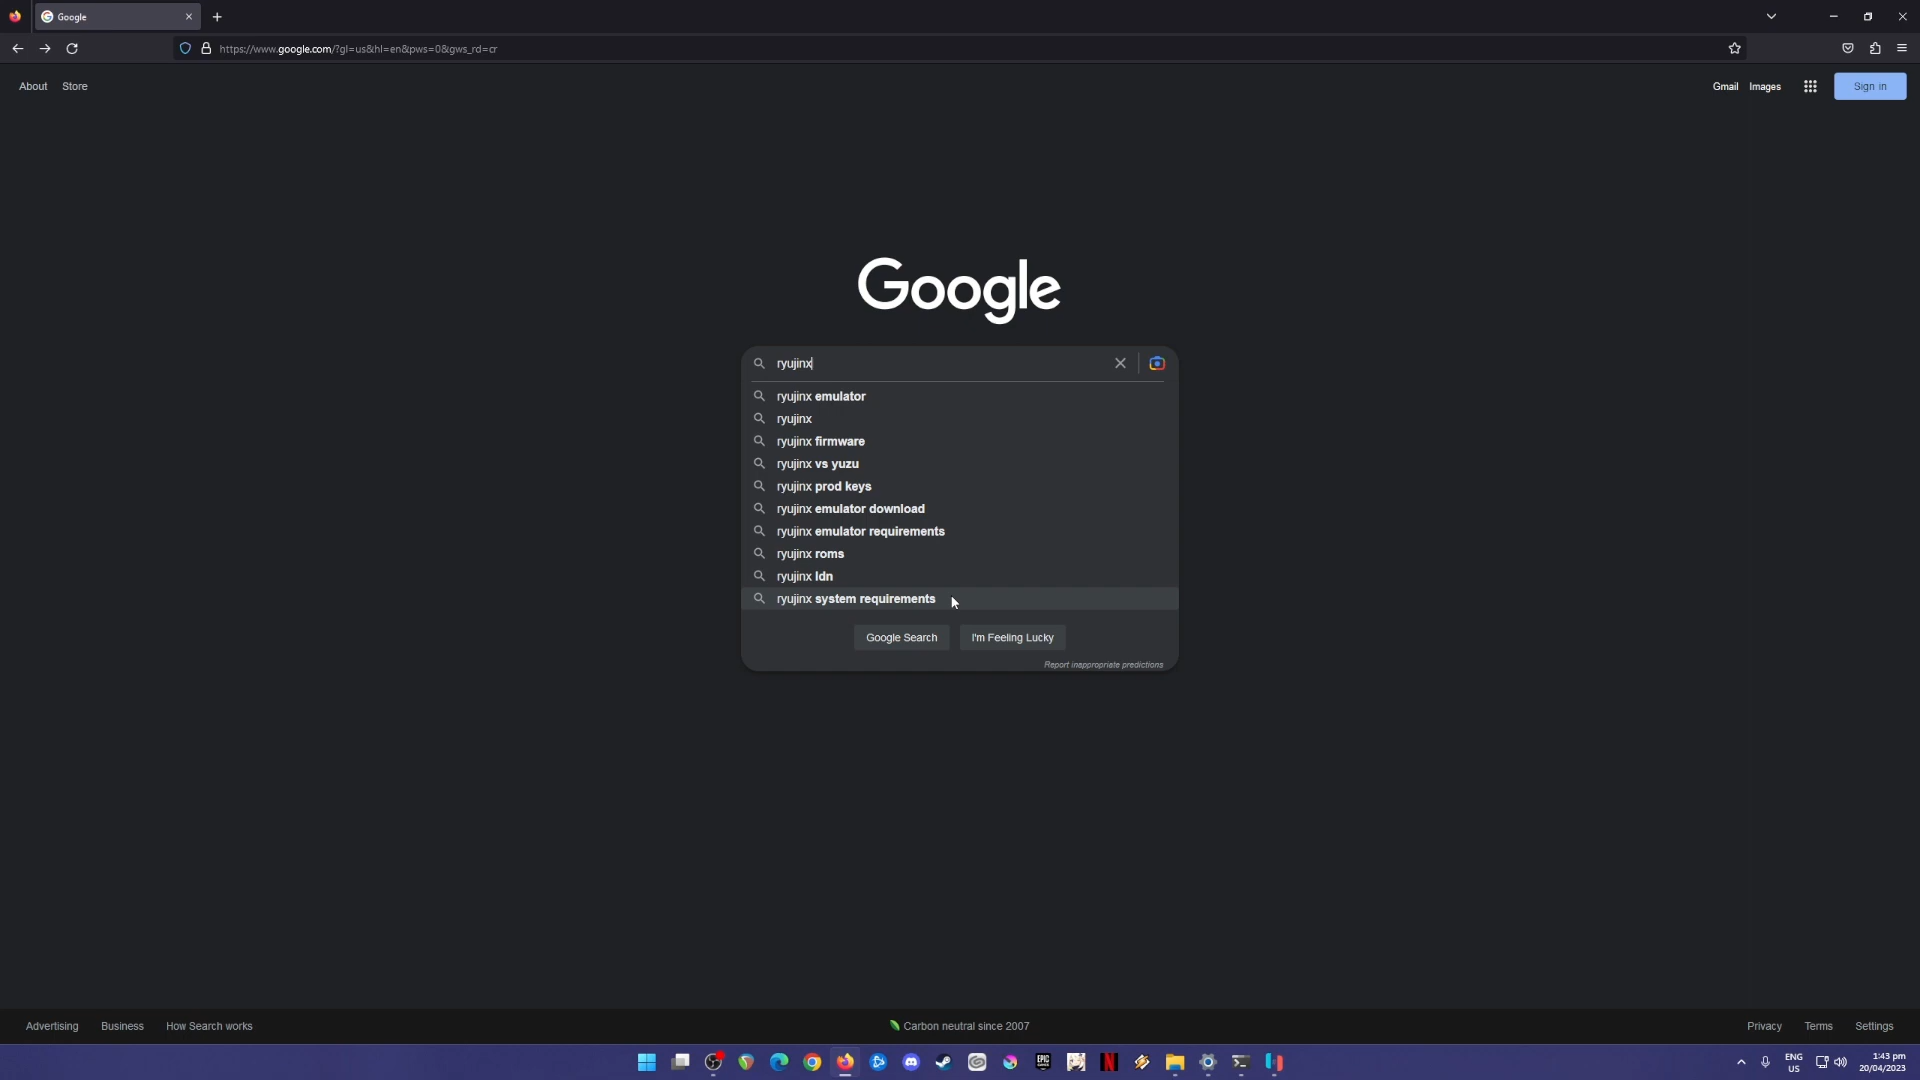 Google
https://www.google.com/?gl=us&hl=en&pws=0&gws_rd=cr
About Store
Gmail Images Sign in
Google
ryujinx
ryujinx emulator
ryujinx
ryujinx firmware
ryujinx vs yuzu
ryujinx prod keys
ryujinx emulator download
ryujinx emulator requirements
ryujinx roms
ryujinx ldn
ryujinx system requirements
Google Search I'm Feeling Lucky
Report inappropriate predictions
Advertising Business How Search works
Carbon neutral since 2007
Privacy Terms Settings
EPIC GAMES
N
ENG
US
1:43 pm
20/04/2023